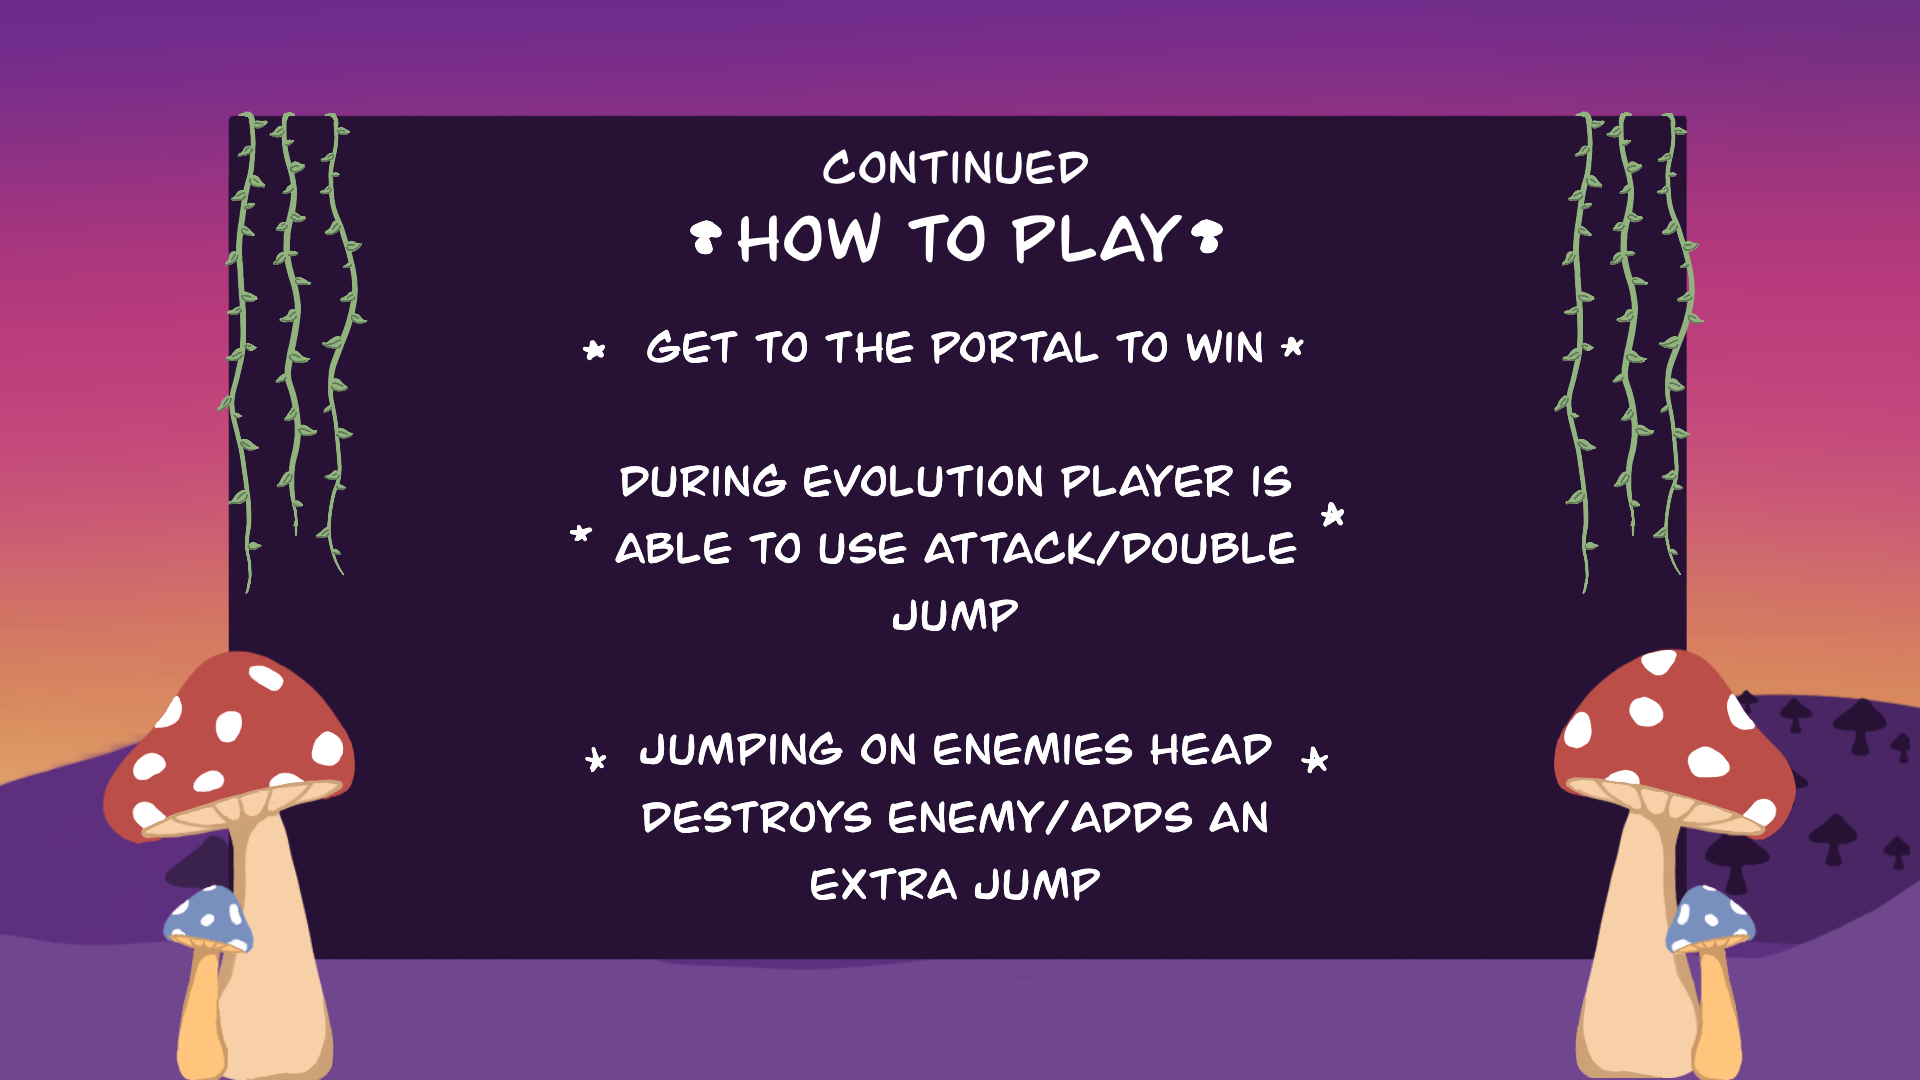 CONTINUED
HOW TO PLAY
GET TO THE PORTAL TO WIN
DURING EVOLUTION PLAYER IS
ABLE TO USE ATTACK/DOUBLE
JUMP
JUMPING ON ENEMIES HEAD
DESTROYS ENEMY/ADDS AN
EXTRA JUMP